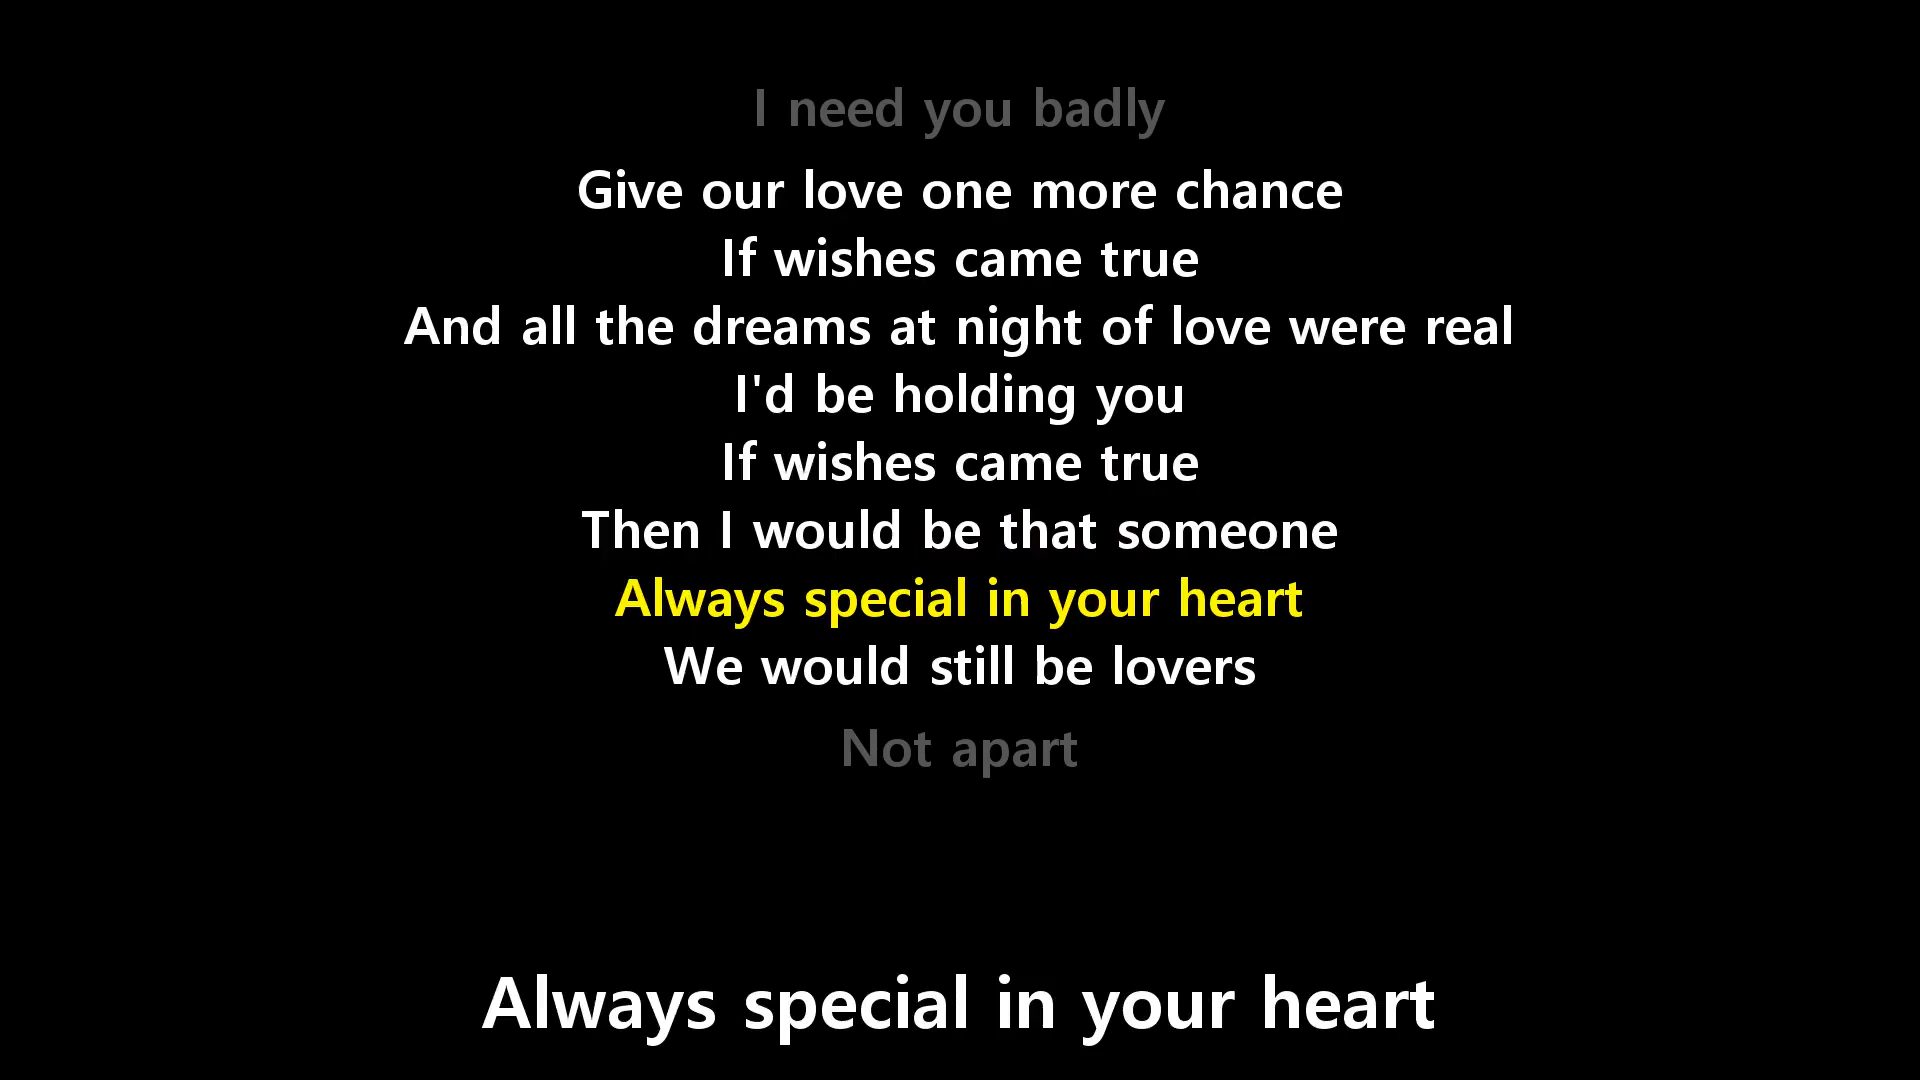 I need you badly
Give our love one more chance
If wishes came true
And all the dreams at night of love were real
I'd be holding you
If wishes came true
Then I would be that someone
Always special in your heart
We would still be lovers
Not apart
Always special in your heart